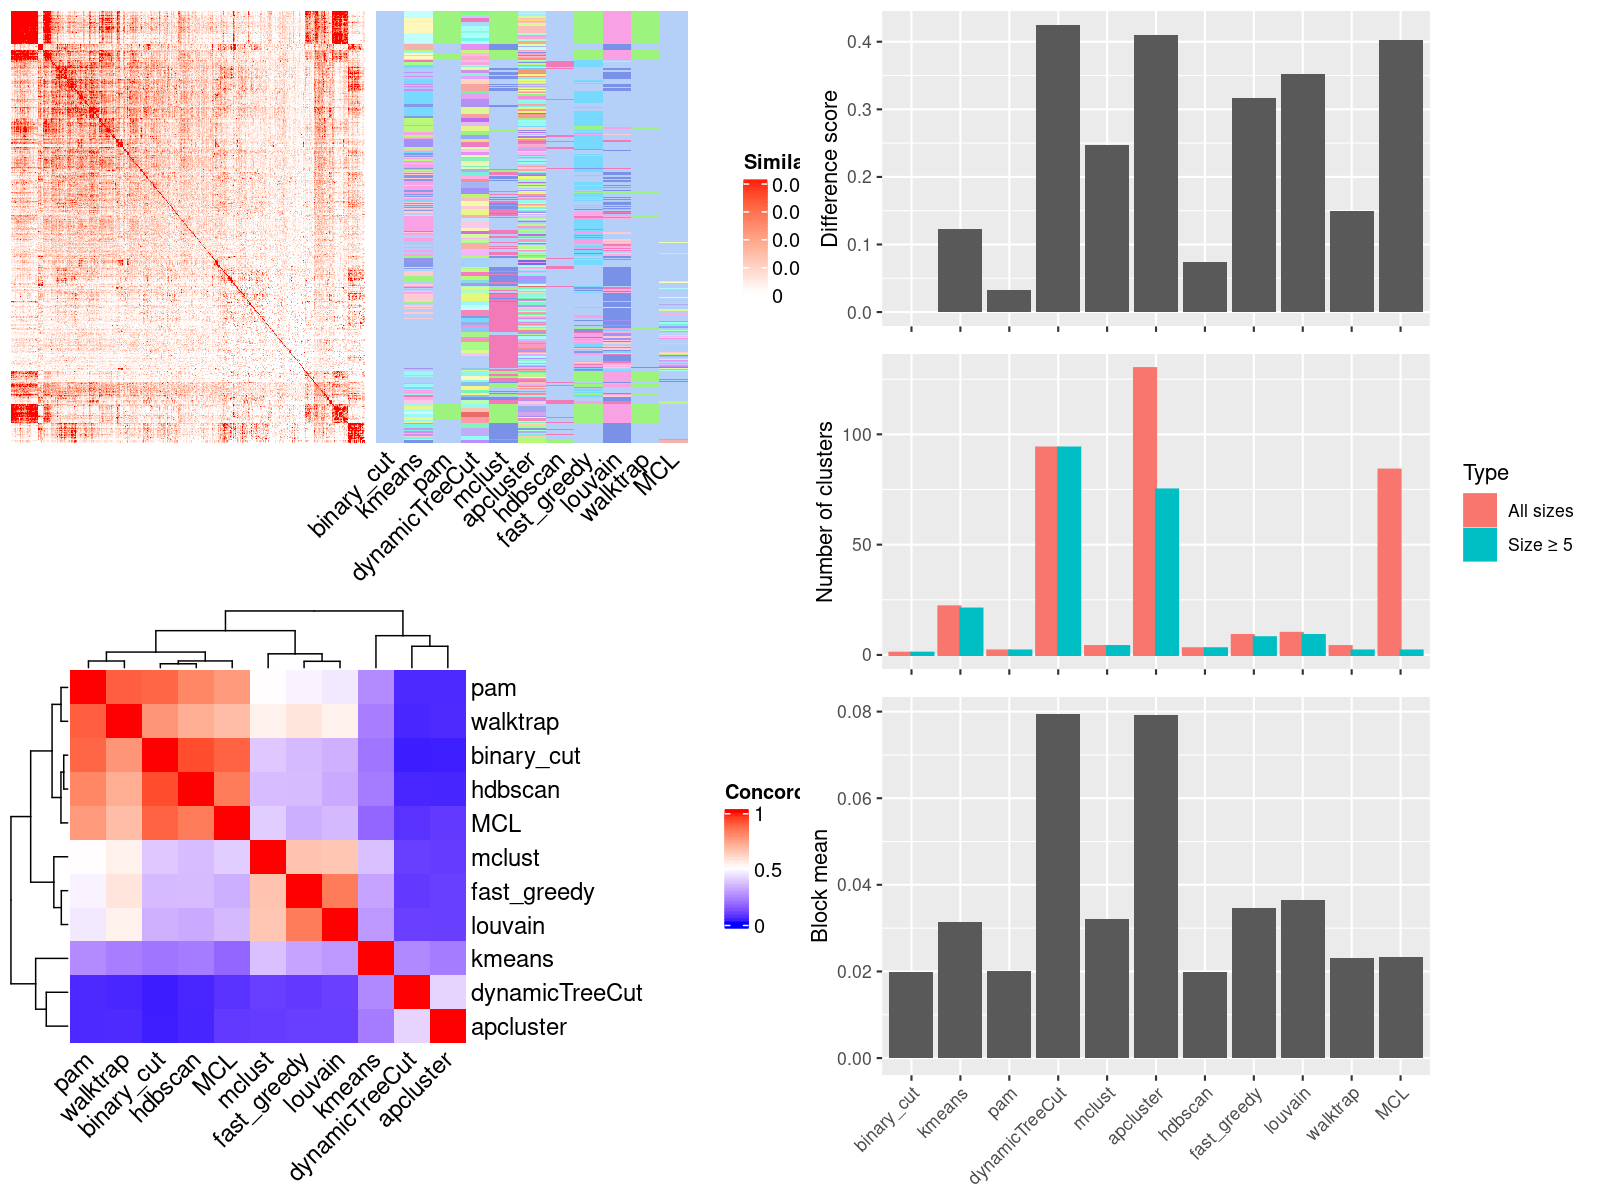 Simila
0.0
0.0
0.0
0.0
0
binary_cut
kmeans
pam
dynamicTreeCut
mclust
apcluster
hdbscan
fast_greedy
louvain
walktrap
MCL
pam
walktrap
binary_cut
hdbscan
MCL
mclust
fast_greedy
louvain
kmeans
dynamicTreeCut
apcluster
pam
walktrap
binary_cut
hdbscan
MCL
mclust
fast_greedy
louvain
kmeans
dynamicTreeCut
apcluster
Concord
1
0.5
0
Difference score
0.4
0.3
0.2
0.1
0.0
Number of clusters
100
50
0
Type
All sizes
Size ≥ 5
Block mean
0.08
0.06
0.04
0.02
0.00
binary_cut
kmeans
pam
dynamicTreeCut
mclust
apcluster
hdbscan
fast_greedy
louvain
walktrap
MCL